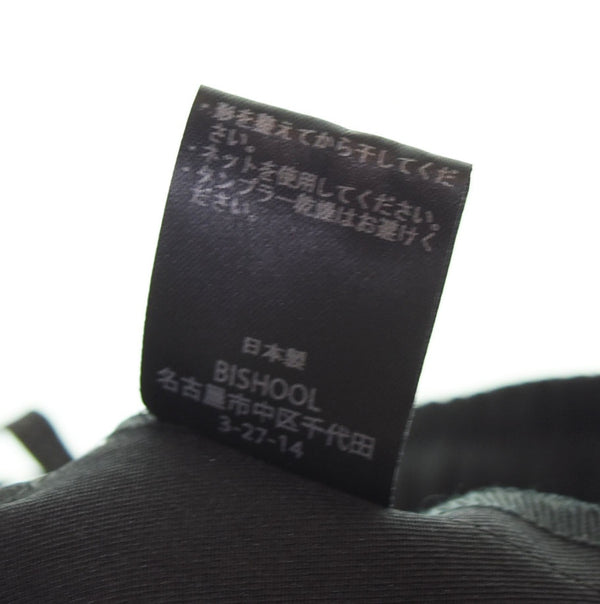 ・形を整えてから干してくだ
さい。
・ネットを使用してください。
・タンブラー乾燥はお避けく
ださい。
日本製
BISHOOL
名古屋市中区千代田
3-27-14